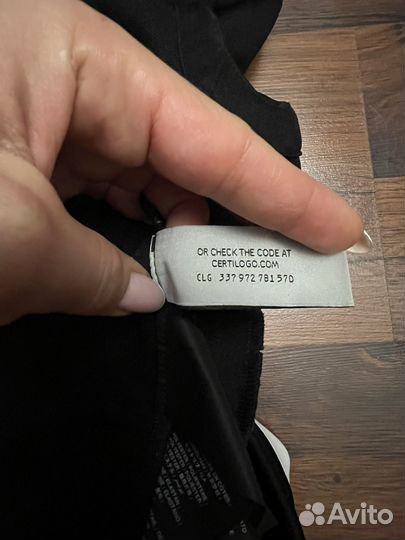 OR CHECK THE CODE AT
CERTILOGO.COM
CLG 337 972 781 570
Avito